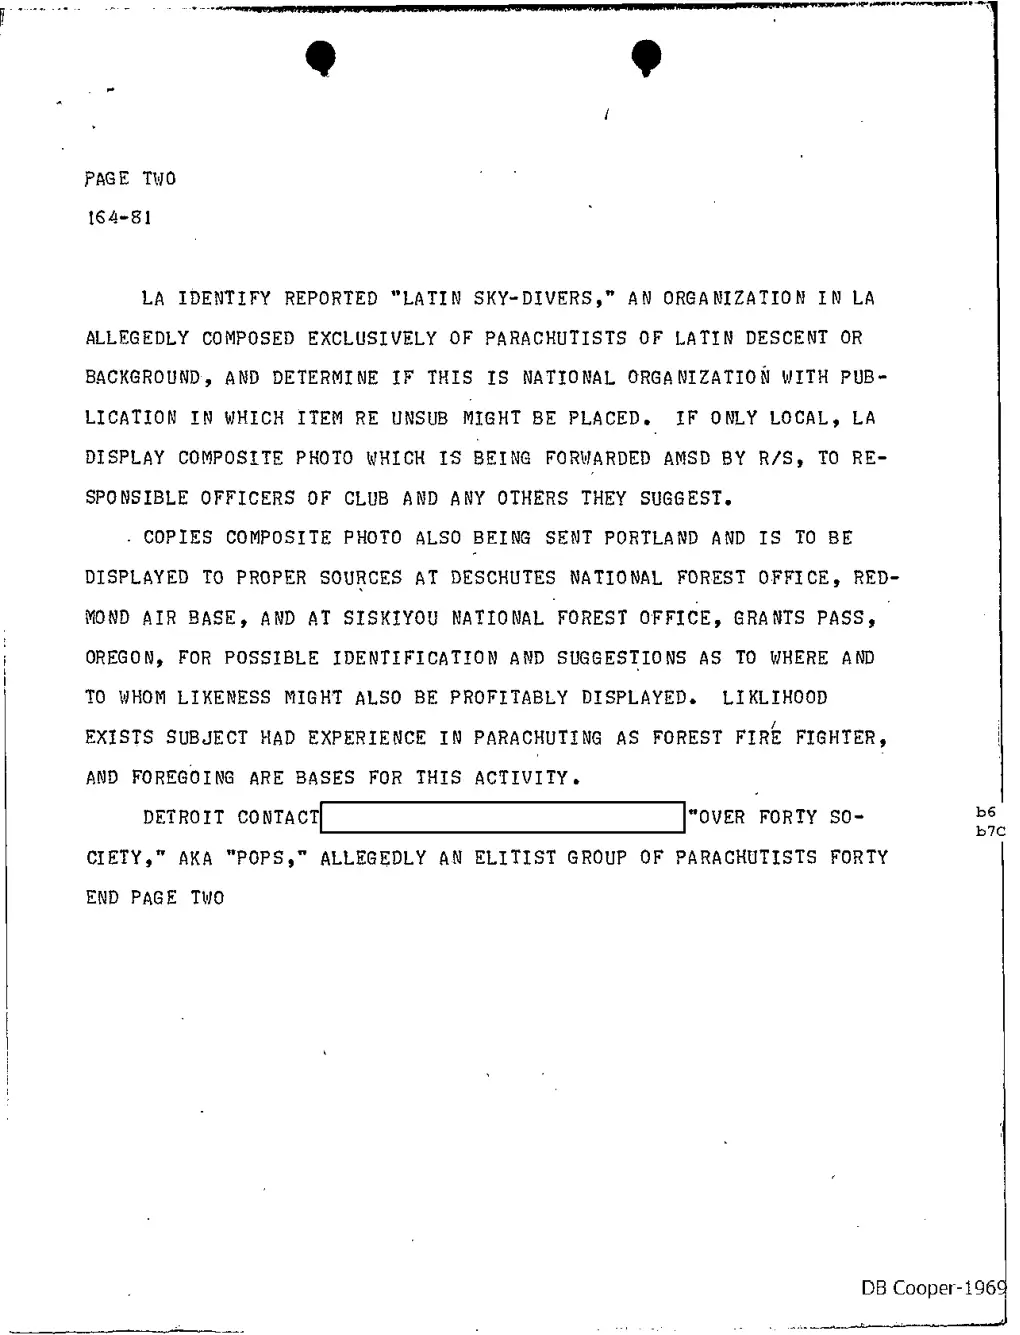 PAGE TWO
164-81
LA IDENTIFY REPORTED "LATIN SKY-DIVERS," AN ORGANIZATION IN LA
ALLEGEDLY COMPOSED EXCLUSIVELY OF PARACHUTISTS OF LATIN DESCENT OR
BACKGROUND, AND DETERMINE IF THIS IS NATIONAL ORGANIZATION WITH PUB-
LICATION IN WHICH ITEM RE UNSUB MIGHT BE PLACED. IF ONLY LOCAL, LA
DISPLAY COMPOSITE PHOTO WHICH IS BEING FORWARDED AMSD BY R/S, TO RE-
SPONSIBLE OFFICERS OF CLUB AND ANY OTHERS THEY SUGGEST.
COPIES COMPOSITE PHOTO ALSO BEING SENT PORTLAND AND IS TO BE
DISPLAYED TO PROPER SOURCES AT DESCHUTES NATIONAL FOREST OFFICE, RED-
MOND AIR BASE, AND AT SISKIYOU NATIONAL FOREST OFFICE, GRANTS PASS,
OREGON, FOR POSSIBLE IDENTIFICATION AND SUGGESTIONS AS TO WHERE AND
TO WHOM LIKENESS MIGHT ALSO BE PROFITABLY DISPLAYED. LIKLIHOOD
EXISTS SUBJECT HAD EXPERIENCE IN PARACHUTING AS FOREST FIRE FIGHTER,
AND FOREGOING ARE BASES FOR THIS ACTIVITY.
DETROIT CONTACT "OVER FORTY SO-
b6
b7C
CIETY," AKA "POPS," ALLEGEDLY AN ELITIST GROUP OF PARACHUTISTS FORTY
END PAGE TWO
DB Cooper-1969